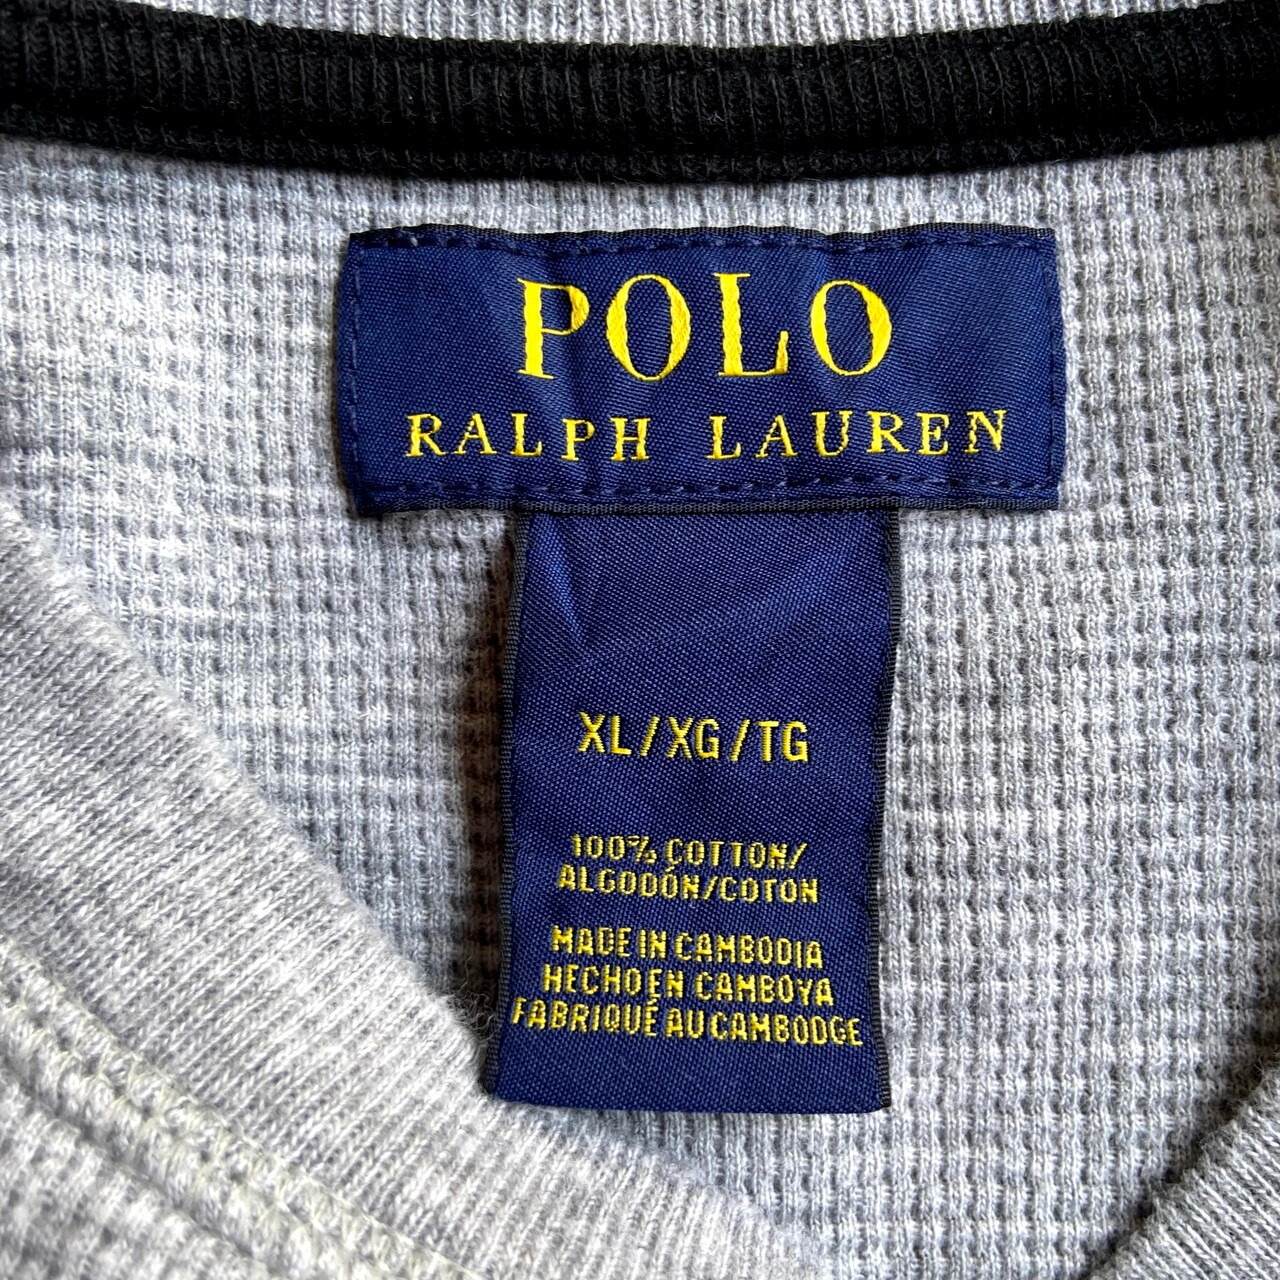 POLO
RALPH LAUREN
XL/XG/TG
100% COTTON/
ALGODÓN/COTON
MADE IN CAMBODIA
HECHO EN CAMBOYA
FABRIQUÉ AU CAMBODGE